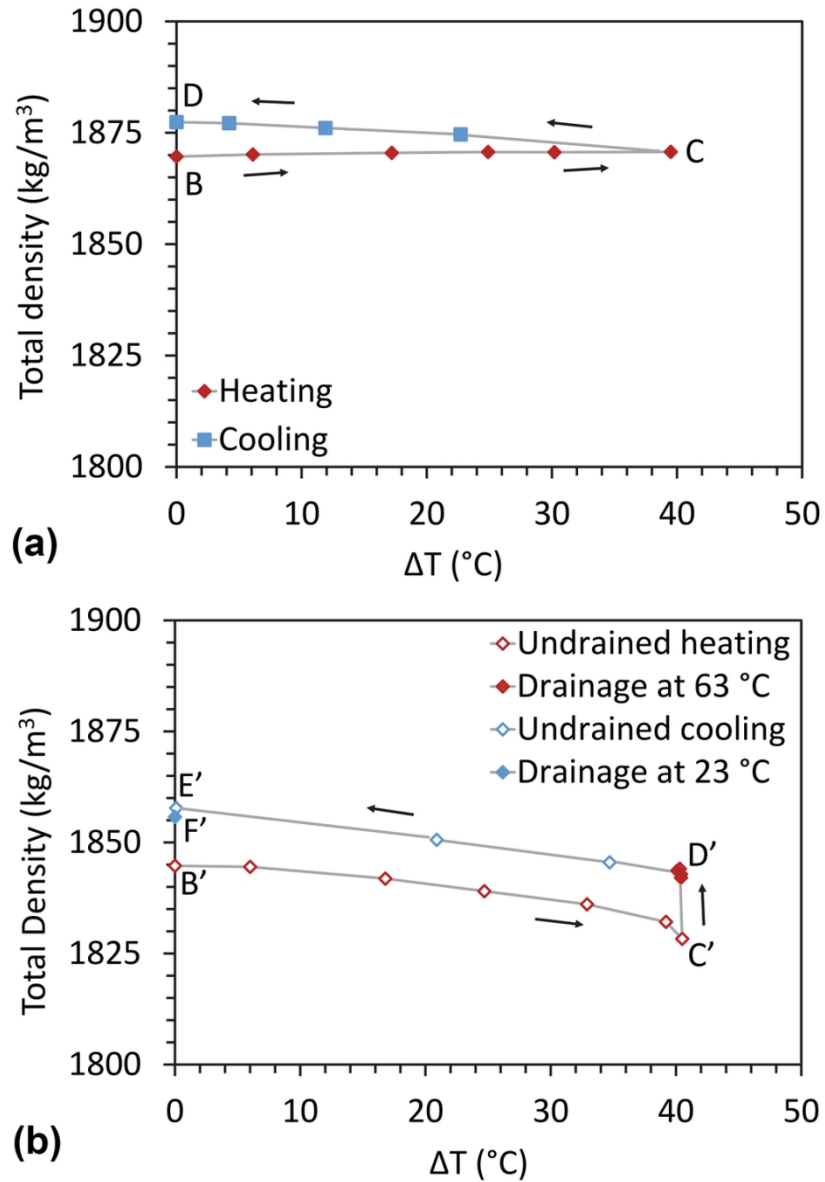 1900
1875
1850
1825
1800
Total density (kg/m³)
D
B
C
Heating
Cooling
0 10 20 30 40 50
(a)
ΔT (°C)
1900
1875
1850
1825
1800
Total Density (kg/m³)
Undrained heating
Drainage at 63 °C
Undrained cooling
Drainage at 23 °C
E’
F’
B’
D’
C’
0 10 20 30 40 50
(b)
ΔT (°C)